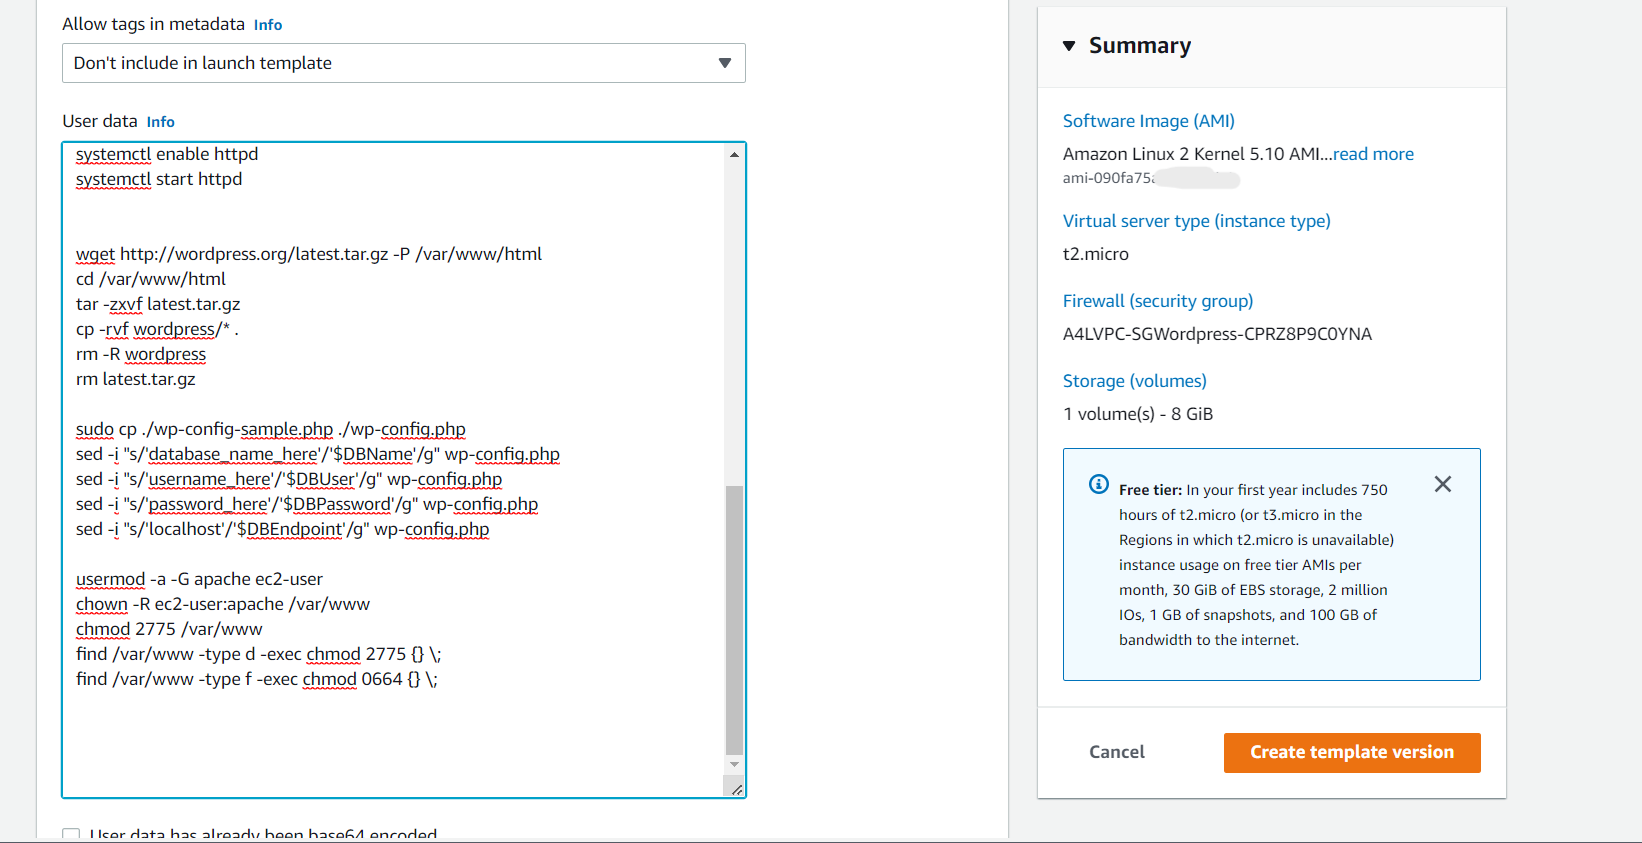 Allow tags in metadata Info
Don't include in launch template
User data Info
systemctl enable httpd
systemctl start httpd
wget http://wordpress.org/latest.tar.gz -P /var/www/html
cd /var/www/html
tar -zxvf latest.tar.gz
cp -rvf wordpress/* .
rm -R wordpress
rm latest.tar.gz
sudo cp ./wp-config-sample.php ./wp-config.php
sed -i "s/'database_name_here'/'$DBName'/g" wp-config.php
sed -i "s/'username_here'/'$DBUser'/g" wp-config.php
sed -i "s/'password_here'/'$DBPassword'/g" wp-config.php
sed -i "s/'localhost'/'$DBEndpoint'/g" wp-config.php
usermod -a -G apache ec2-user
chown -R ec2-user:apache /var/www
chmod 2775 /var/www
find /var/www -type d -exec chmod 2775 {} \;
find /var/www -type f -exec chmod 0664 {} \;
User data has already been base64 encoded
Summary
Software Image (AMI)
Amazon Linux 2 Kernel 5.10 AMI...read more
ami-090fa75a
Virtual server type (instance type)
t2.micro
Firewall (security group)
A4LVPC-SGWordpress-CPRZ8P9C0YNA
Storage (volumes)
1 volume(s) - 8 GiB
Free tier: In your first year includes 750
hours of t2.micro (or t3.micro in the
Regions in which t2.micro is unavailable)
instance usage on free tier AMIs per
month, 30 GiB of EBS storage, 2 million
IOs, 1 GB of snapshots, and 100 GB of
bandwidth to the internet.
Cancel
Create template version